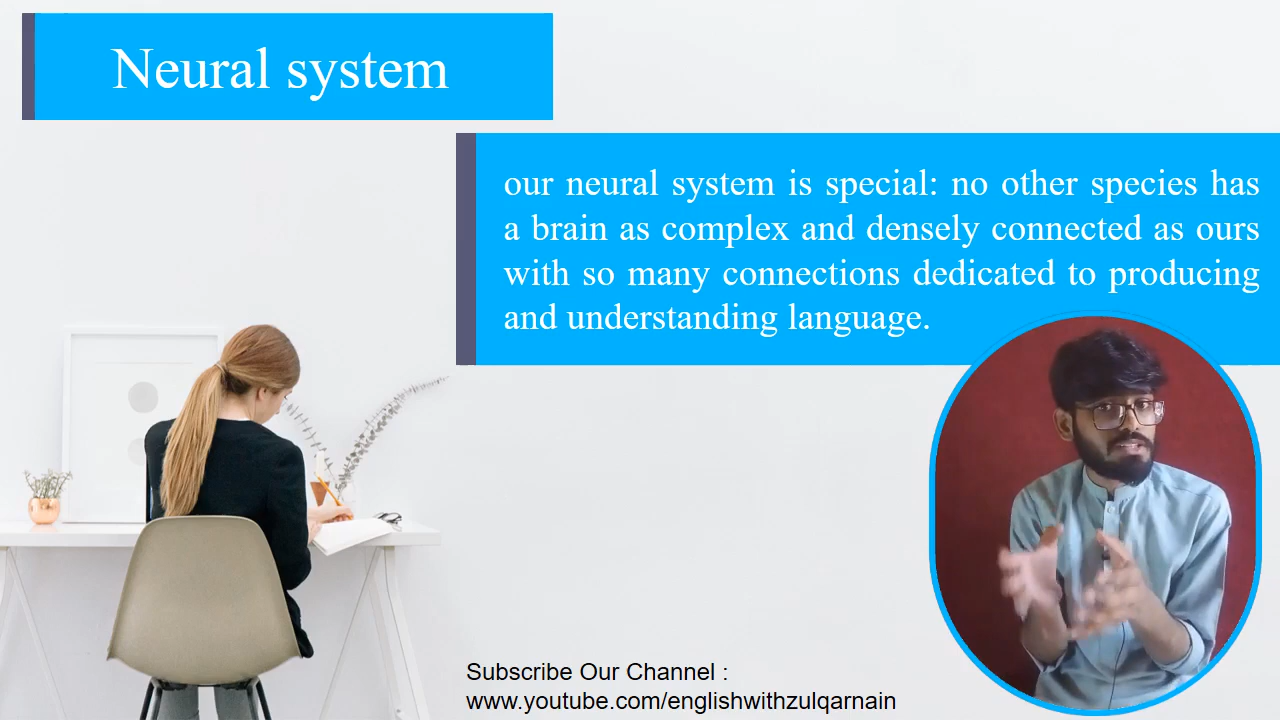 Neural system
our neural system is special: no other species has
a brain as complex and densely connected as ours
with so many connections dedicated to producing
and understanding language.
Subscribe Our Channel :
www.youtube.com/englishwithzulqarnain